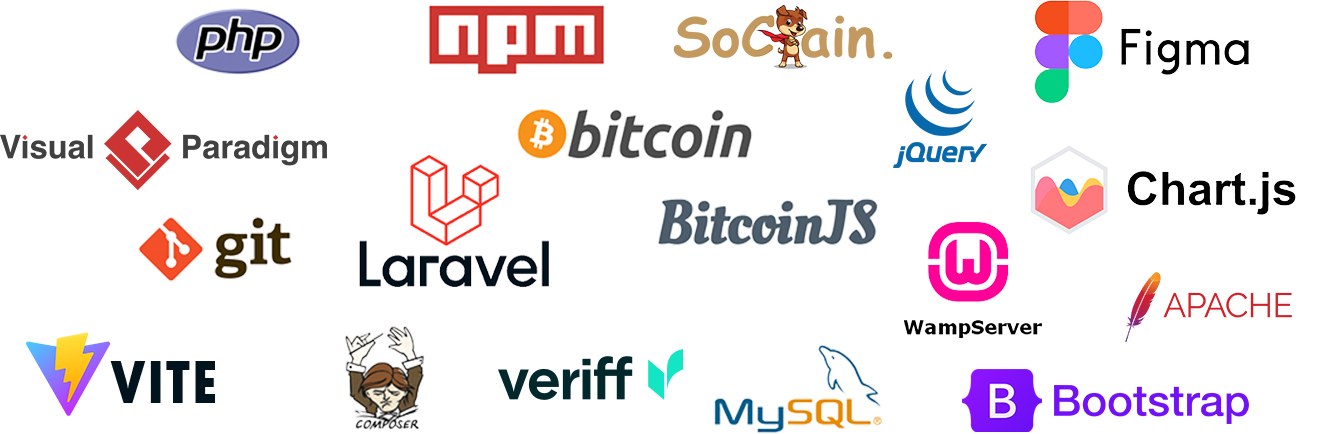 php
npm
SoChain.
Figma
Visual Paradigm
bitcoin
jQuery
Chart.js
git
Laravel
BitcoinJS
WampServer
APACHE
VITE
COMPOSER
veriff
MySQL®
B Bootstrap